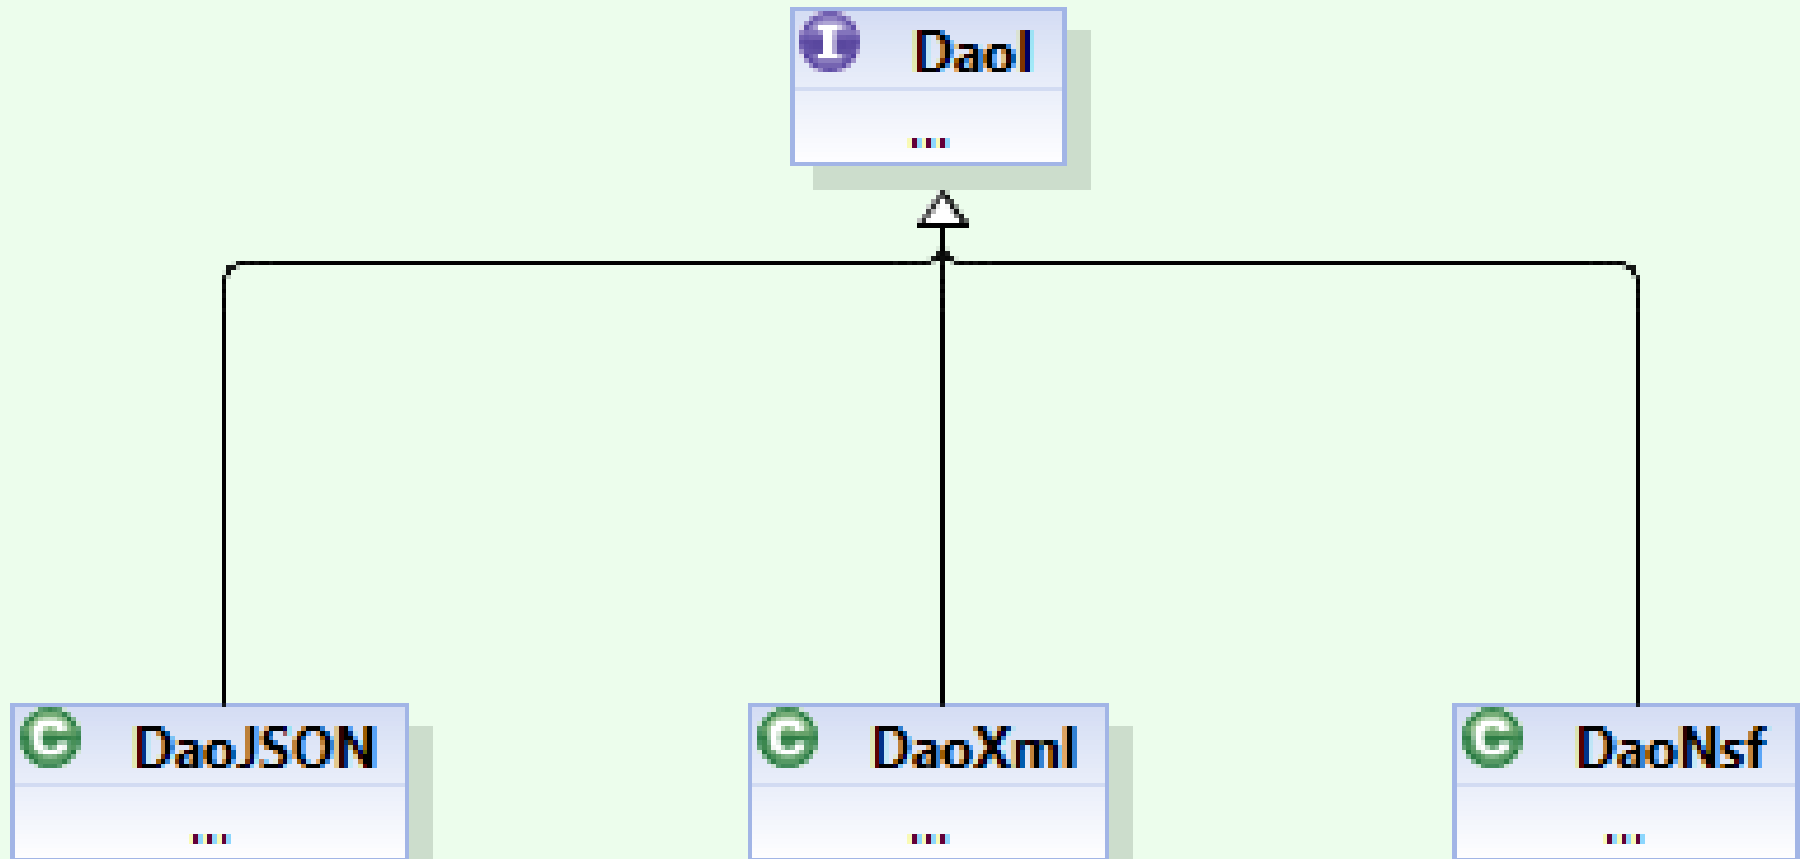 I DaoI
...
C DaoJSON
...
C DaoXml
...
C DaoNsf
...